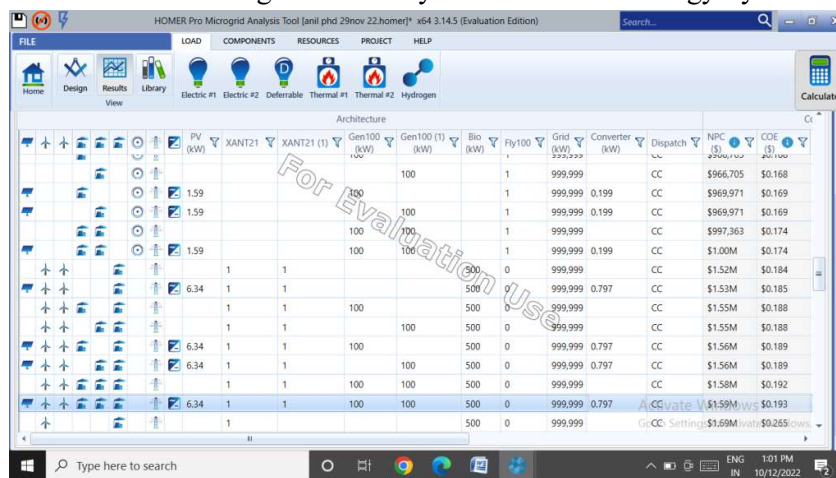 HOMER Pro Microgrid Analysis Tool [anil phd 29nov 22.homer]* x64 3.14.5 (Evaluation Edition)
Search...
FILE
LOAD COMPONENTS RESOURCES PROJECT HELP
Home Design Results Library Electric #1 Electric #2 Deferrable Thermal #1 Thermal #2 Hydrogen Calculate
View
Architecture
PV (kW) XANT21 XANT21 (1) Gen100 (kW) Gen100 (1) (kW) Bio (kW) Fly100 Grid (kW) Converter (kW) Dispatch NPC ($) COE ($)
100 1 999,999 CC
100 1 999,999 CC $966,705 $0.168
1.59 100 1 999,999 0.199 CC $969,971 $0.169
1.59 100 1 999,999 0.199 CC $969,971 $0.169
100 100 1 999,999 CC $997,363 $0.174
1.59 100 100 1 999,999 0.199 CC $1.00M $0.174
1 1 500 0 999,999 CC $1.52M $0.184
6.34 1 1 500 0 999,999 0.797 CC $1.53M $0.185
1 1 100 500 0 999,999 CC $1.55M $0.188
1 1 100 500 0 999,999 CC $1.55M $0.188
6.34 1 1 100 500 0 999,999 0.797 CC $1.56M $0.189
6.34 1 1 100 500 0 999,999 0.797 CC $1.56M $0.189
1 1 100 100 500 0 999,999 CC $1.58M $0.192
6.34 1 1 100 100 500 0 999,999 0.797 CC $1.59M $0.193
1 500 0 999,999 CC $1.69M $0.265
For Evaluation Use
Activate Windows
Go to Settings to activate Windows.
Type here to search
ENG 1:01 PM
IN 10/12/2022
2